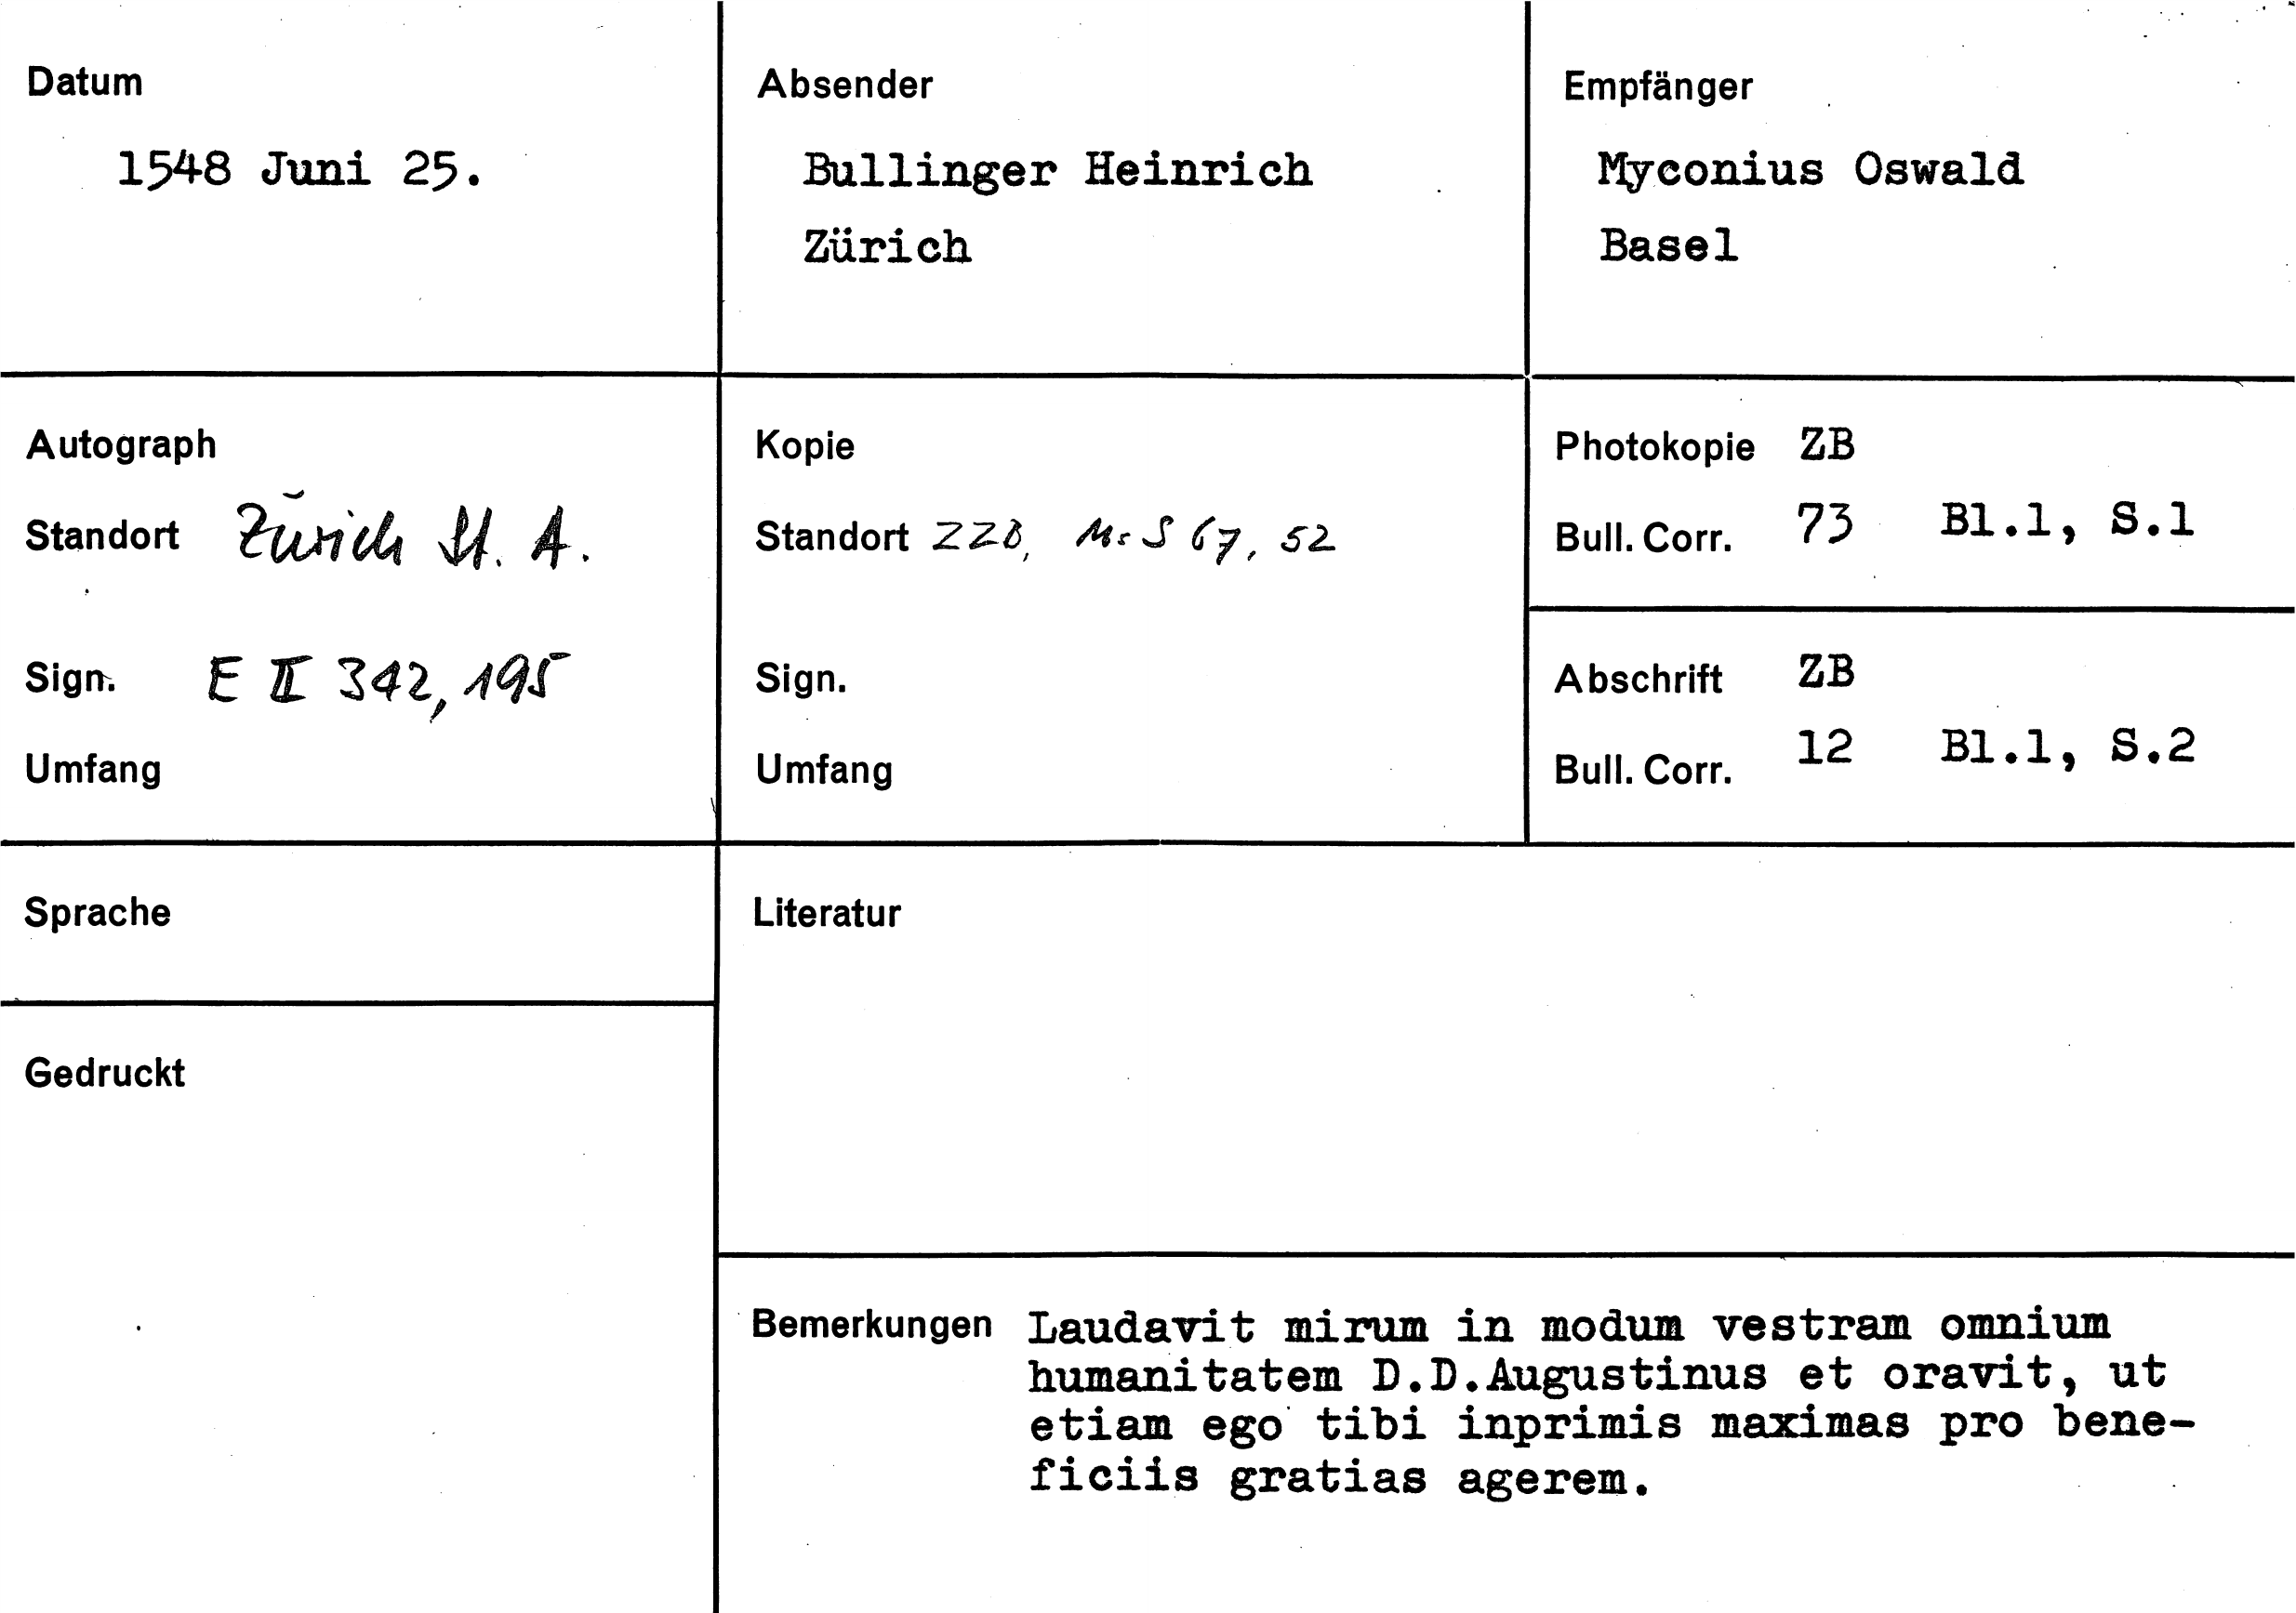 Datum
1548 Juni 25.
Absender
Bullinger Heinrich
Zürich
Empfänger
Myconius Oswald
Basel
Autograph
Standort Zürich St. A.
Sign. E II 342, 195
Umfang
Kopie
Standort ZZB, Ms S 67, 52
Sign.
Umfang
Photokopie ZB
Bull. Corr. 73 Bl.1, S.1
Abschrift ZB
Bull. Corr. 12 Bl.1, S.2
Sprache
Gedruckt
Literatur
Bemerkungen Laudavit mirum in modum vestram omnium
humanitatem D.D.Augustinus et oravit, ut
etiam ego tibi inprimis maximas pro bene-
ficiis gratias agerem.